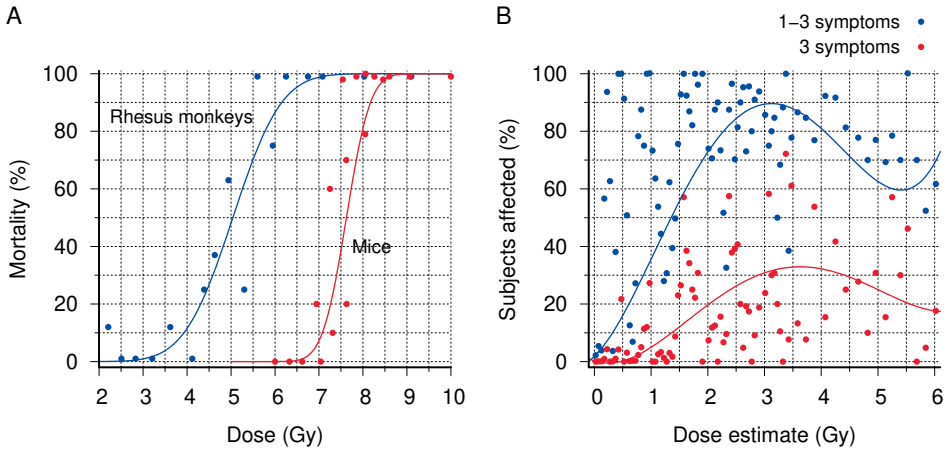 A
Mortality (%)
100
80
60
40
20
0
Rhesus monkeys
Mice
2 3 4 5 6 7 8 9 10
Dose (Gy)
B
1−3 symptoms
3 symptoms
Subjects affected (%)
100
80
60
40
20
0
0 1 2 3 4 5 6
Dose estimate (Gy)